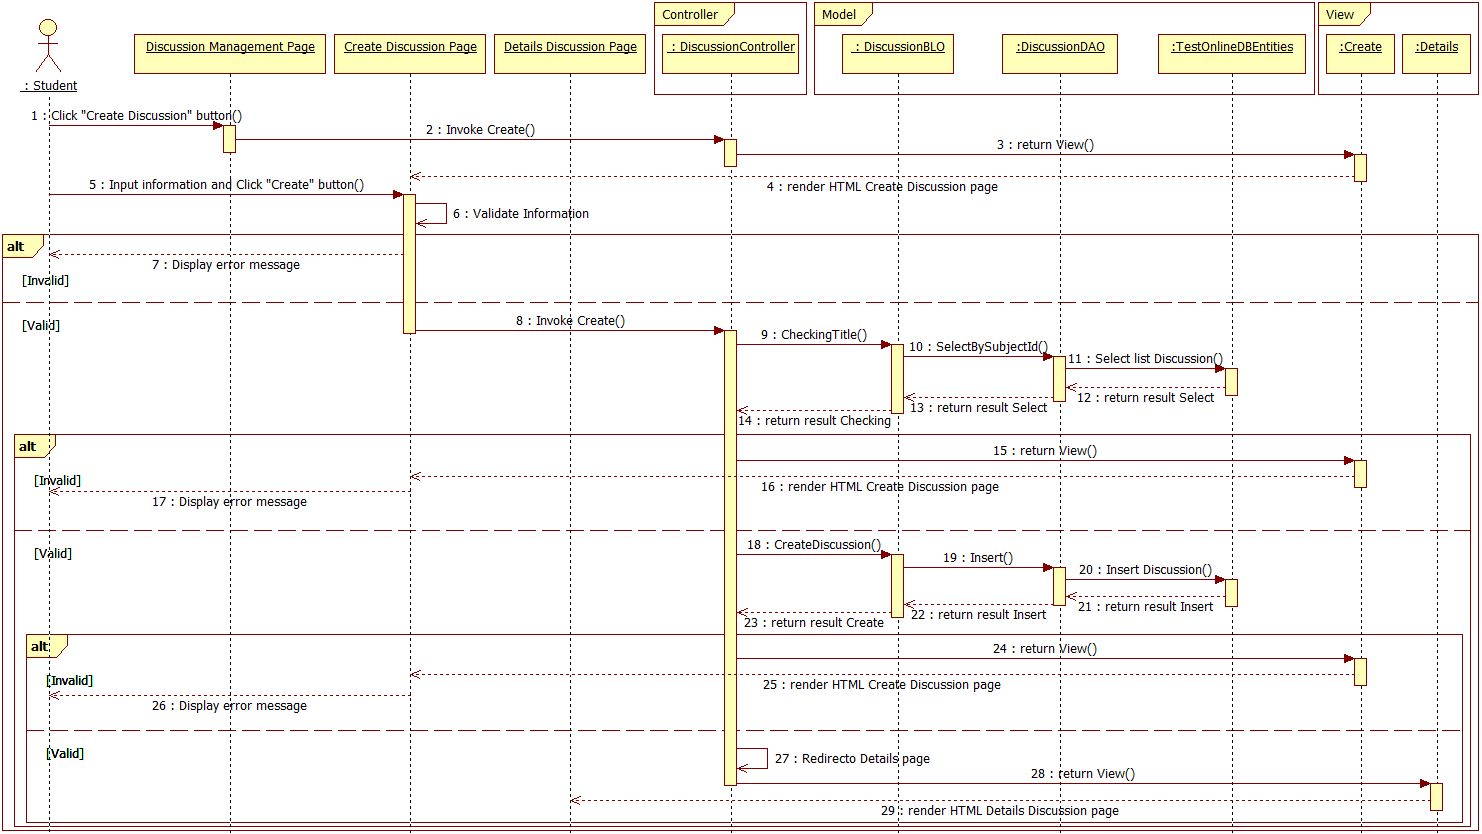 Controller
Model
View
Discussion Management Page
Create Discussion Page
Details Discussion Page
: DiscussionController
: DiscussionBLO
:DiscussionDAO
:TestOnlineDBEntities
:Create
:Details
: Student
1 : Click "Create Discussion" button()
2 : Invoke Create()
3 : return View()
4 : render HTML Create Discussion page
5 : Input information and Click "Create" button()
6 : Validate Information
alt
7 : Display error message
[Invalid]
[Valid]
8 : Invoke Create()
9 : CheckingTitle()
10 : SelectBySubjectId()
11 : Select list Discussion()
12 : return result Select
13 : return result Select
14 : return result Checking
alt
15 : return View()
[Invalid]
16 : render HTML Create Discussion page
17 : Display error message
[Valid]
18 : CreateDiscussion()
19 : Insert()
20 : Insert Discussion()
21 : return result Insert
22 : return result Insert
23 : return result Create
alt
24 : return View()
[Invalid]
25 : render HTML Create Discussion page
26 : Display error message
[Valid]
27 : Redirecto Details page
28 : return View()
29 : render HTML Details Discussion page